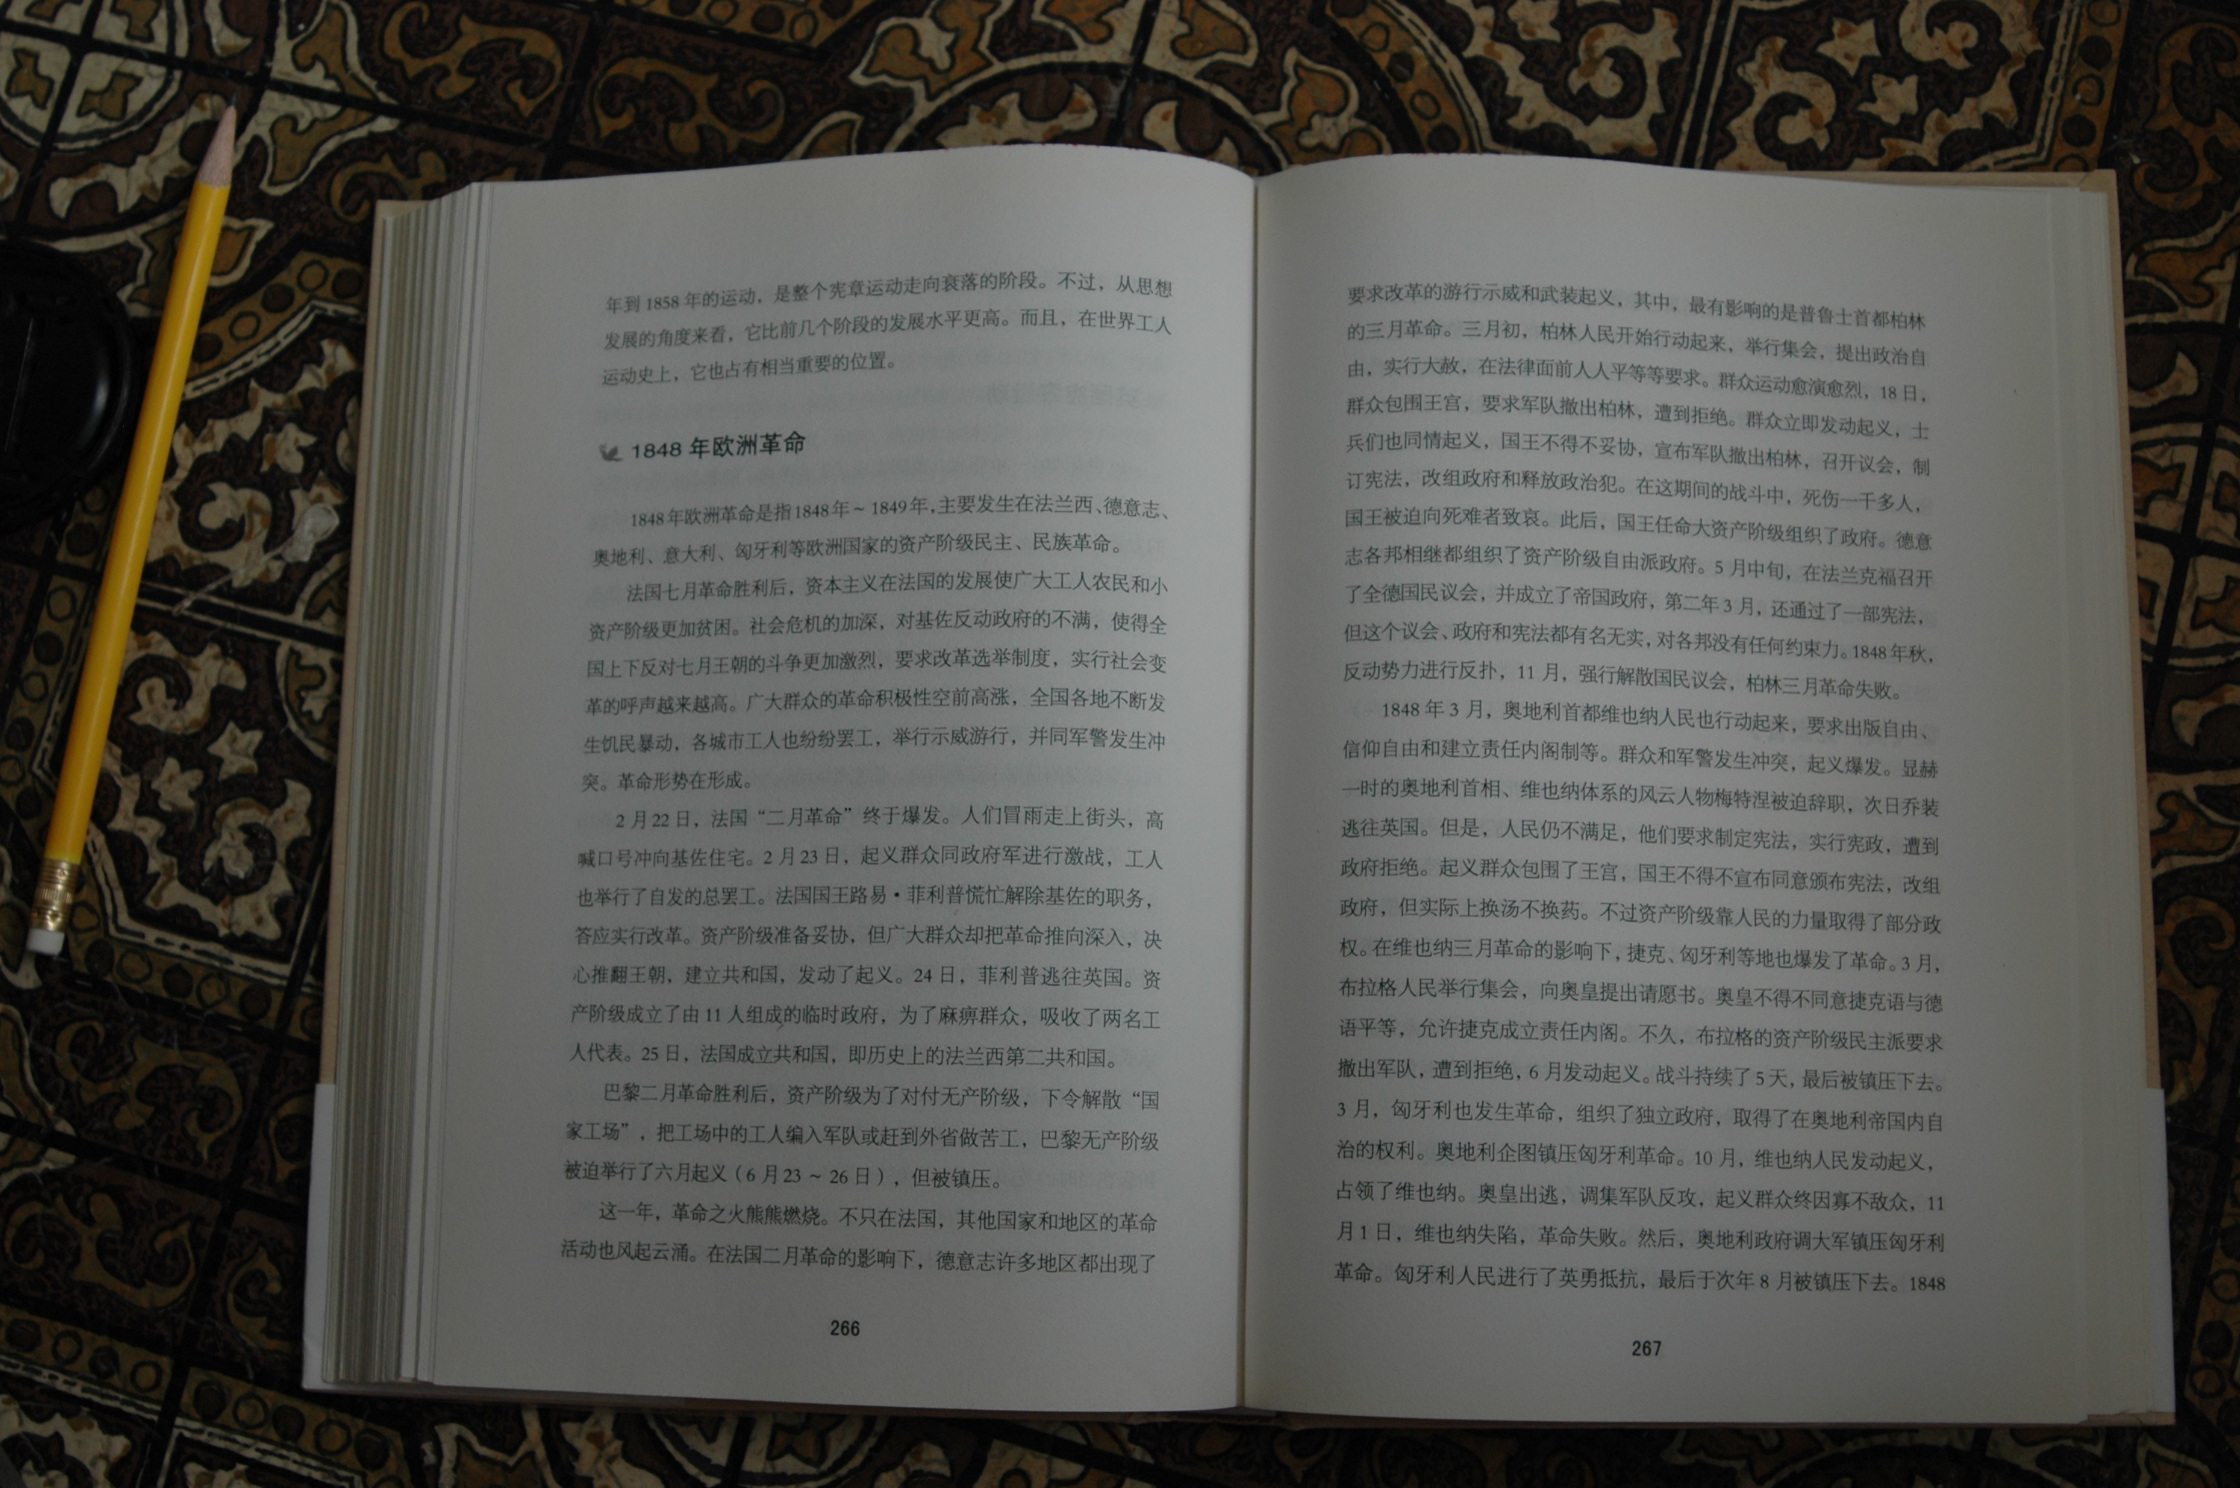 年到1858年的运动，是整个宪章运动走向衰落的阶段。不过，从思想
发展的角度来看，它比前几个阶段的发展水平更高。而且，在世界工人
运动史上，它也占有相当重要的位置。
1848年欧洲革命
1848年欧洲革命是指1848年～1849年，主要发生在法兰西、德意志、
奥地利、意大利、匈牙利等欧洲国家的资产阶级民主、民族革命。
法国七月革命胜利后，资本主义在法国的发展使广大工人农民和小
资产阶级更加贫困。社会危机的加深，对基佐反动政府的不满，使得全
国上下反对七月王朝的斗争更加激烈，要求改革选举制度，实行社会变
革的呼声越来越高。广大群众的革命积极性空前高涨，全国各地不断发
生饥民暴动，各城市工人也纷纷罢工，举行示威游行，并同军警发生冲
突。革命形势在形成。
2月22日，法国“二月革命”终于爆发。人们冒雨走上街头，高
喊口号冲向基佐住宅。2月23日，起义群众同政府军进行激战，工人
也举行了自发的总罢工。法国国王路易·菲利普慌忙解除基佐的职务，
答应实行改革。资产阶级准备妥协，但广大群众却把革命推向深入，决
心推翻王朝，建立共和国，发动了起义。24日，菲利普逃往英国。资
产阶级成立了由11人组成的临时政府，为了麻痹群众，吸收了两名工
人代表。25日，法国成立共和国，即历史上的法兰西第二共和国。
巴黎二月革命胜利后，资产阶级为了对付无产阶级，下令解散“国
家工场”，把工场中的工人编入军队或赶到外省做苦工，巴黎无产阶级
被迫举行了六月起义（6月23～26日），但被镇压。
这一年，革命之火熊熊燃烧。不只在法国，其他国家和地区的革命
活动也风起云涌。在法国二月革命的影响下，德意志许多地区都出现了
266
要求改革的游行示威和武装起义，其中，最有影响的是普鲁士首都柏林
的三月革命。三月初，柏林人民开始行动起来，举行集会，提出政治自
由，实行大赦，在法律面前人人平等等要求。群众运动愈演愈烈，18日，
群众包围王宫，要求军队撤出柏林，遭到拒绝。群众立即发动起义，士
兵们也同情起义，国王不得不妥协，宣布军队撤出柏林，召开议会，制
订宪法，改组政府和释放政治犯。在这期间的战斗中，死伤一千多人，
国王被迫向死难者致哀。此后，国王任命大资产阶级组织了政府。德意
志各邦相继都组织了资产阶级自由派政府。5月中旬，在法兰克福召开
了全德国民议会，并成立了帝国政府，第二年3月，还通过了一部宪法，
但这个议会、政府和宪法都有名无实，对各邦没有任何约束力。1848年秋，
反动势力进行反扑，11月，强行解散国民议会，柏林三月革命失败。
1848年3月，奥地利首都维也纳人民也行动起来，要求出版自由、
信仰自由和建立责任内阁制等。群众和军警发生冲突，起义爆发。显赫
一时的奥地利首相、维也纳体系的风云人物梅特涅被迫辞职，次日乔装
逃往英国。但是，人民仍不满足，他们要求制定宪法，实行宪政，遭到
政府拒绝。起义群众包围了王宫，国王不得不宣布同意颁布宪法，改组
政府，但实际上换汤不换药。不过资产阶级靠人民的力量取得了部分政
权。在维也纳三月革命的影响下，捷克、匈牙利等地也爆发了革命。3月，
布拉格人民举行集会，向奥皇提出请愿书。奥皇不得不同意捷克语与德
语平等，允许捷克成立责任内阁。不久，布拉格的资产阶级民主派要求
撤出军队，遭到拒绝，6月发动起义。战斗持续了5天，最后被镇压下去。
3月，匈牙利也发生革命，组织了独立政府，取得了在奥地利帝国内自
治的权利。奥地利企图镇压匈牙利革命。10月，维也纳人民发动起义，
占领了维也纳。奥皇出逃，调集军队反攻，起义群众终因寡不敌众，11
月1日，维也纳失陷，革命失败。然后，奥地利政府调大军镇压匈牙利
革命。匈牙利人民进行了英勇抵抗，最后于次年8月被镇压下去。1848
267